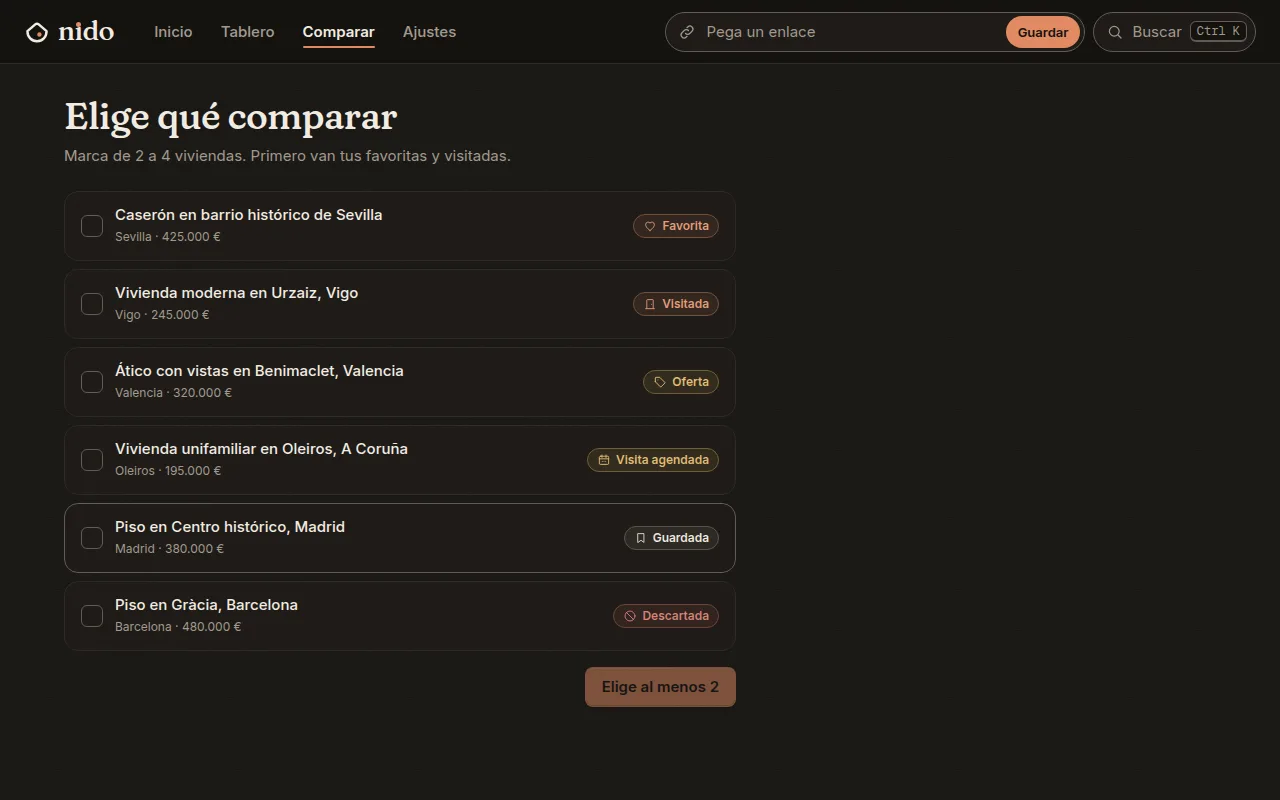 nido
Inicio
Tablero
Comparar
Ajustes
Pega un enlace
Guardar
Buscar
Ctrl K
Elige qué comparar
Marca de 2 a 4 viviendas. Primero van tus favoritas y visitadas.
Caserón en barrio histórico de Sevilla
Sevilla · 425.000 €
Favorita
Vivienda moderna en Urzaiz, Vigo
Vigo · 245.000 €
Visitada
Ático con vistas en Benimaclet, Valencia
Valencia · 320.000 €
Oferta
Vivienda unifamiliar en Oleiros, A Coruña
Oleiros · 195.000 €
Visita agendada
Piso en Centro histórico, Madrid
Madrid · 380.000 €
Guardada
Piso en Gràcia, Barcelona
Barcelona · 480.000 €
Descartada
Elige al menos 2